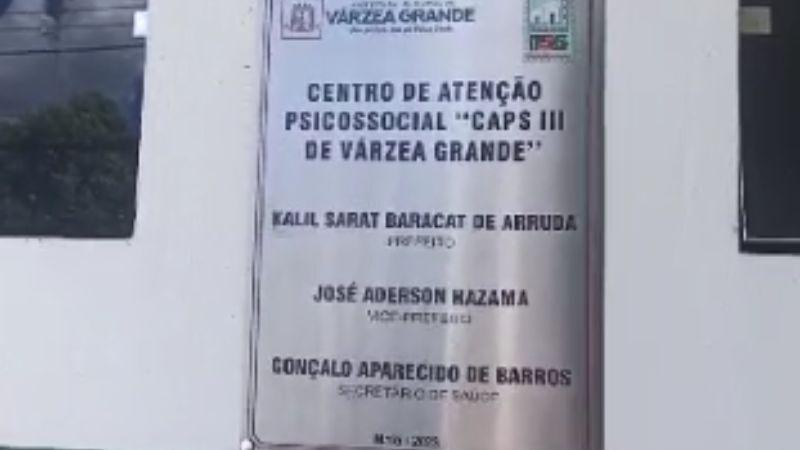 VÁRZEA GRANDE
CENTRO DE ATENÇÃO
PSICOSSOCIAL "CAPS III
DE VÁRZEA GRANDE"
KALIL SARAT BARACAT DE ARRUDA
PREFEITO
JOSÉ ADERSON HAZAMA
VICE-PREFEITO
GONÇALO APARECIDO DE BARROS
SECRETÁRIO DE SAÚDE